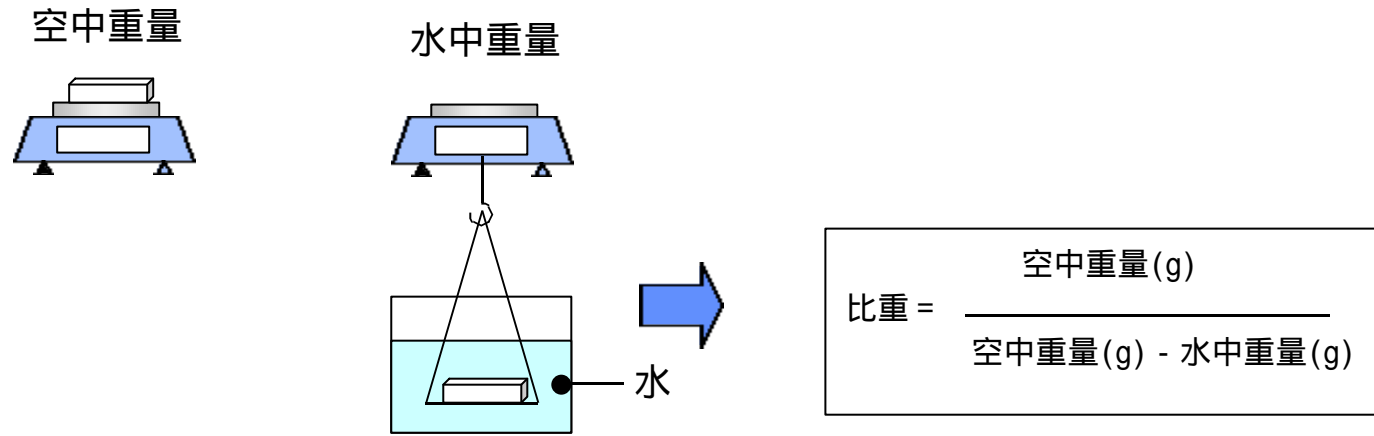 空中重量
水中重量
水
空中重量(g)
比重 =
空中重量(g) - 水中重量(g)